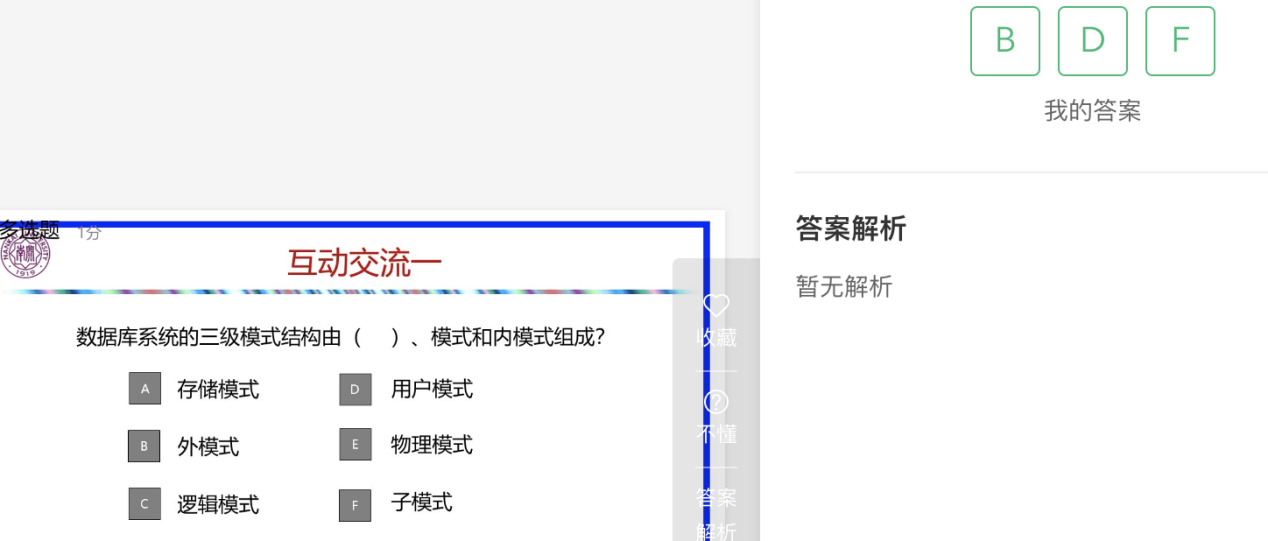 B D F
我的答案
答案解析
暂无解析
多选题 1分
互动交流一
数据库系统的三级模式结构由（ ）、模式和内模式组成？
A 存储模式
D 用户模式
B 外模式
E 物理模式
C 逻辑模式
F 子模式
收藏
不懂
答案
解析
1919